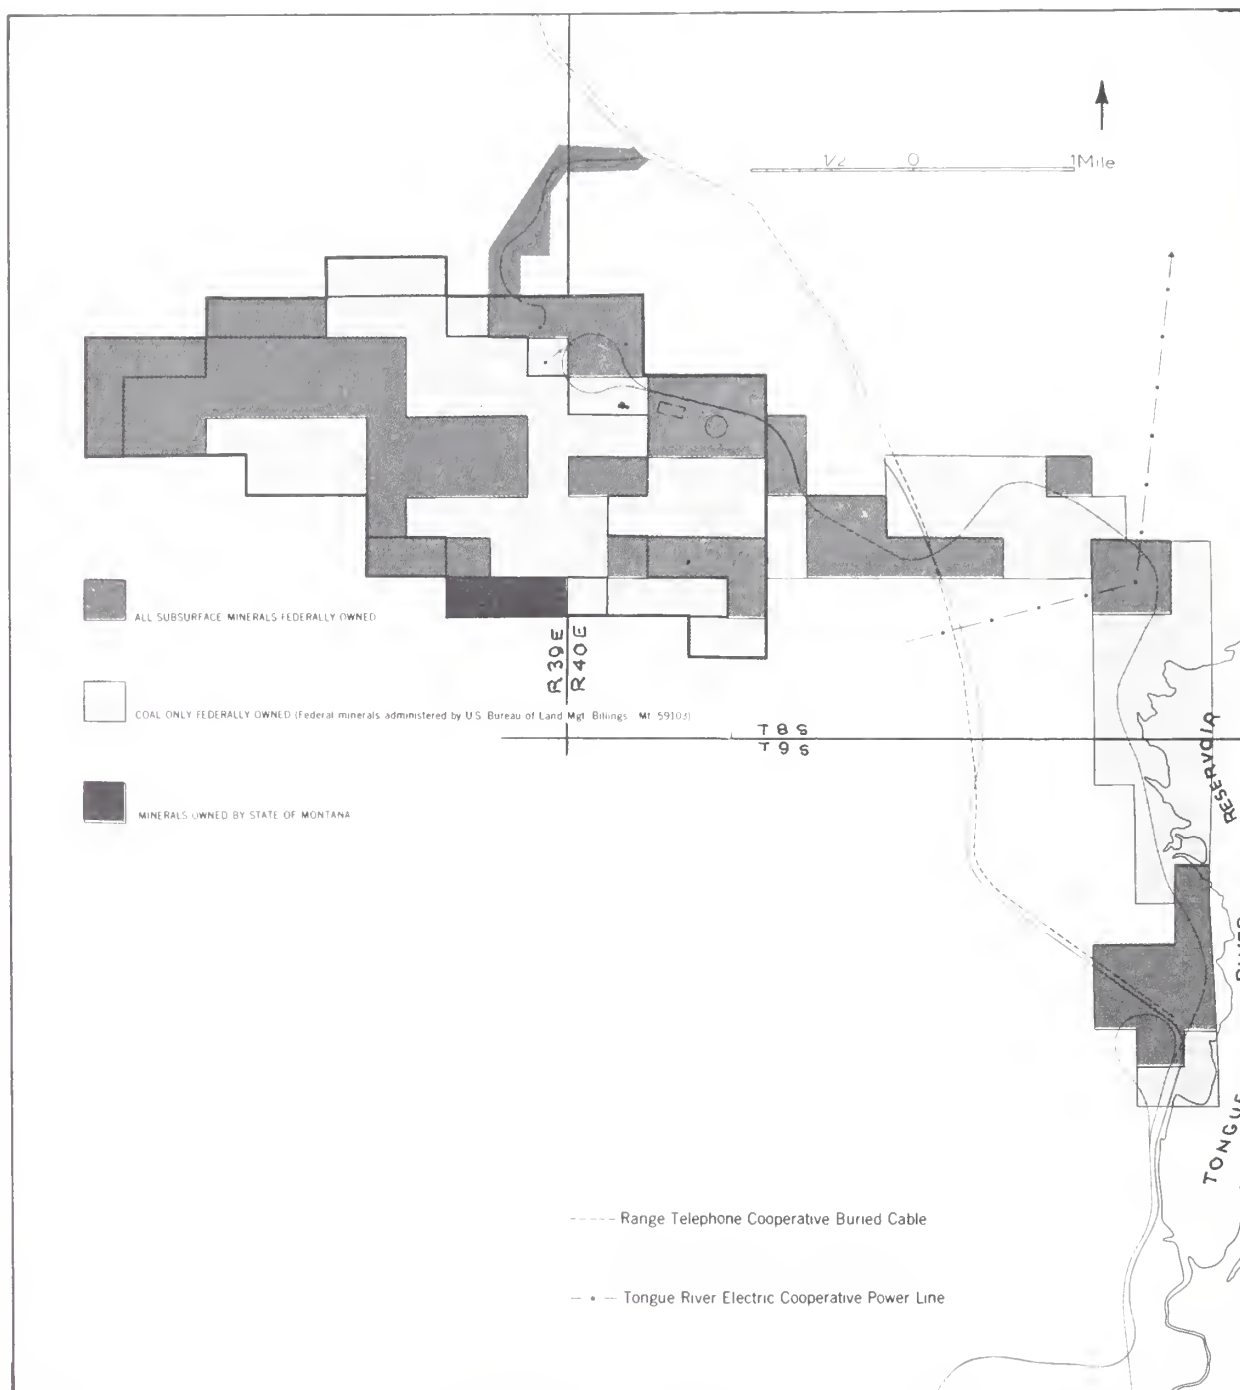 1/2 0 1Mile
ALL SUBSURFACE MINERALS FEDERALLY OWNED
R39E
R40E
COAL ONLY FEDERALLY OWNED (Federal minerals administered by U.S. Bureau of Land Mgt. Billings Mt. 59103)
T8S
T9S
RESERVOIR
MINERALS OWNED BY STATE OF MONTANA
RIVER
TONGUE
Range Telephone Cooperative Buried Cable
Tongue River Electric Cooperative Power Line